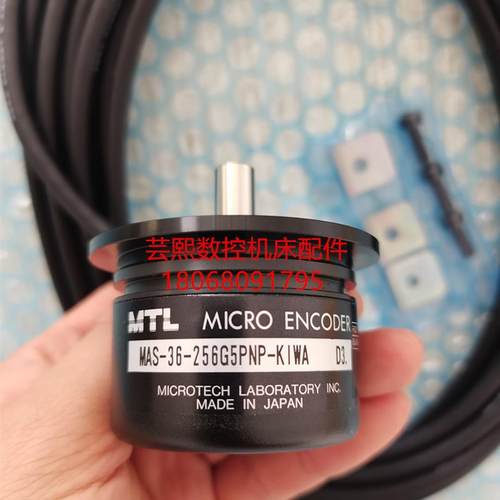 芸熙数控机床配件
18068091795
MTL MICRO ENCODER
MAS-36-256G5PNP-KIWA D3.
MICROTECH LABORATORY INC.
MADE IN JAPAN